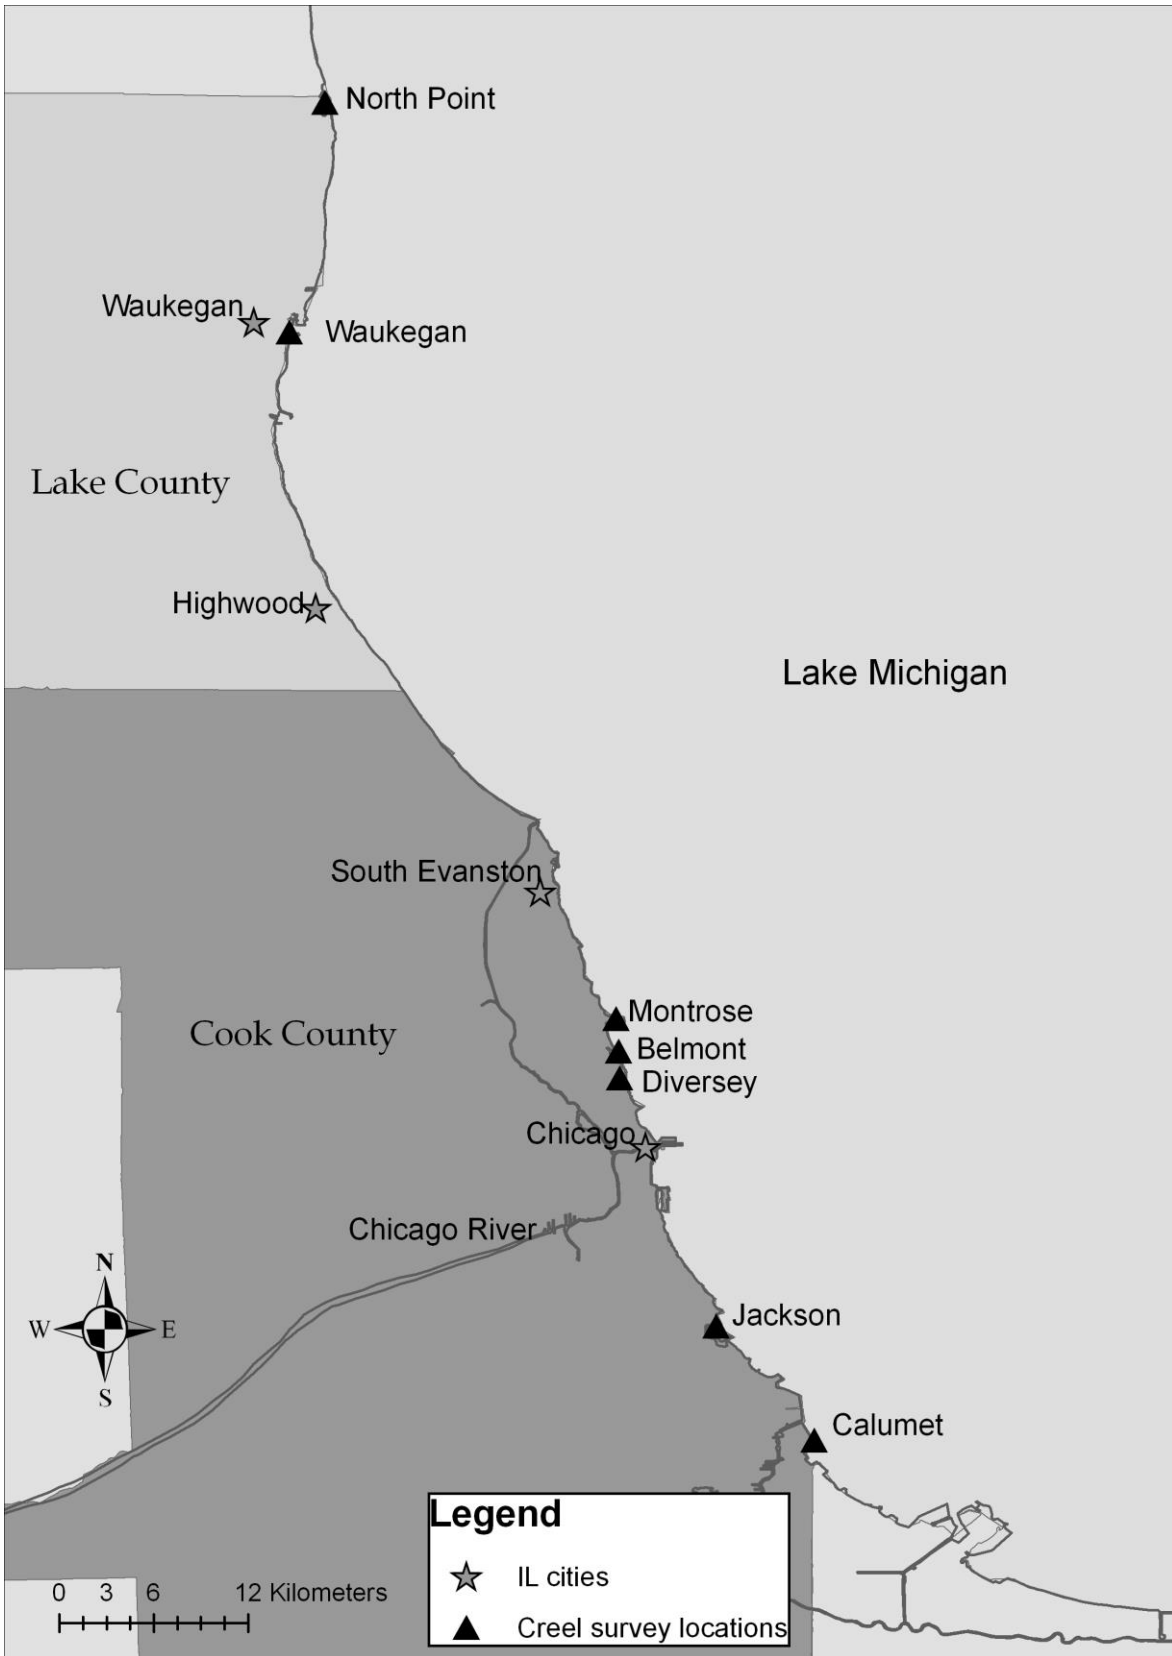 North Point
Waukegan
Waukegan
Lake County
Highwood
Lake Michigan
South Evanston
Montrose
Cook County
Belmont
Diversey
Chicago
Chicago River
N
W E
S
Jackson
Calumet
Legend
IL cities
Creel survey locations
0 3 6 12 Kilometers